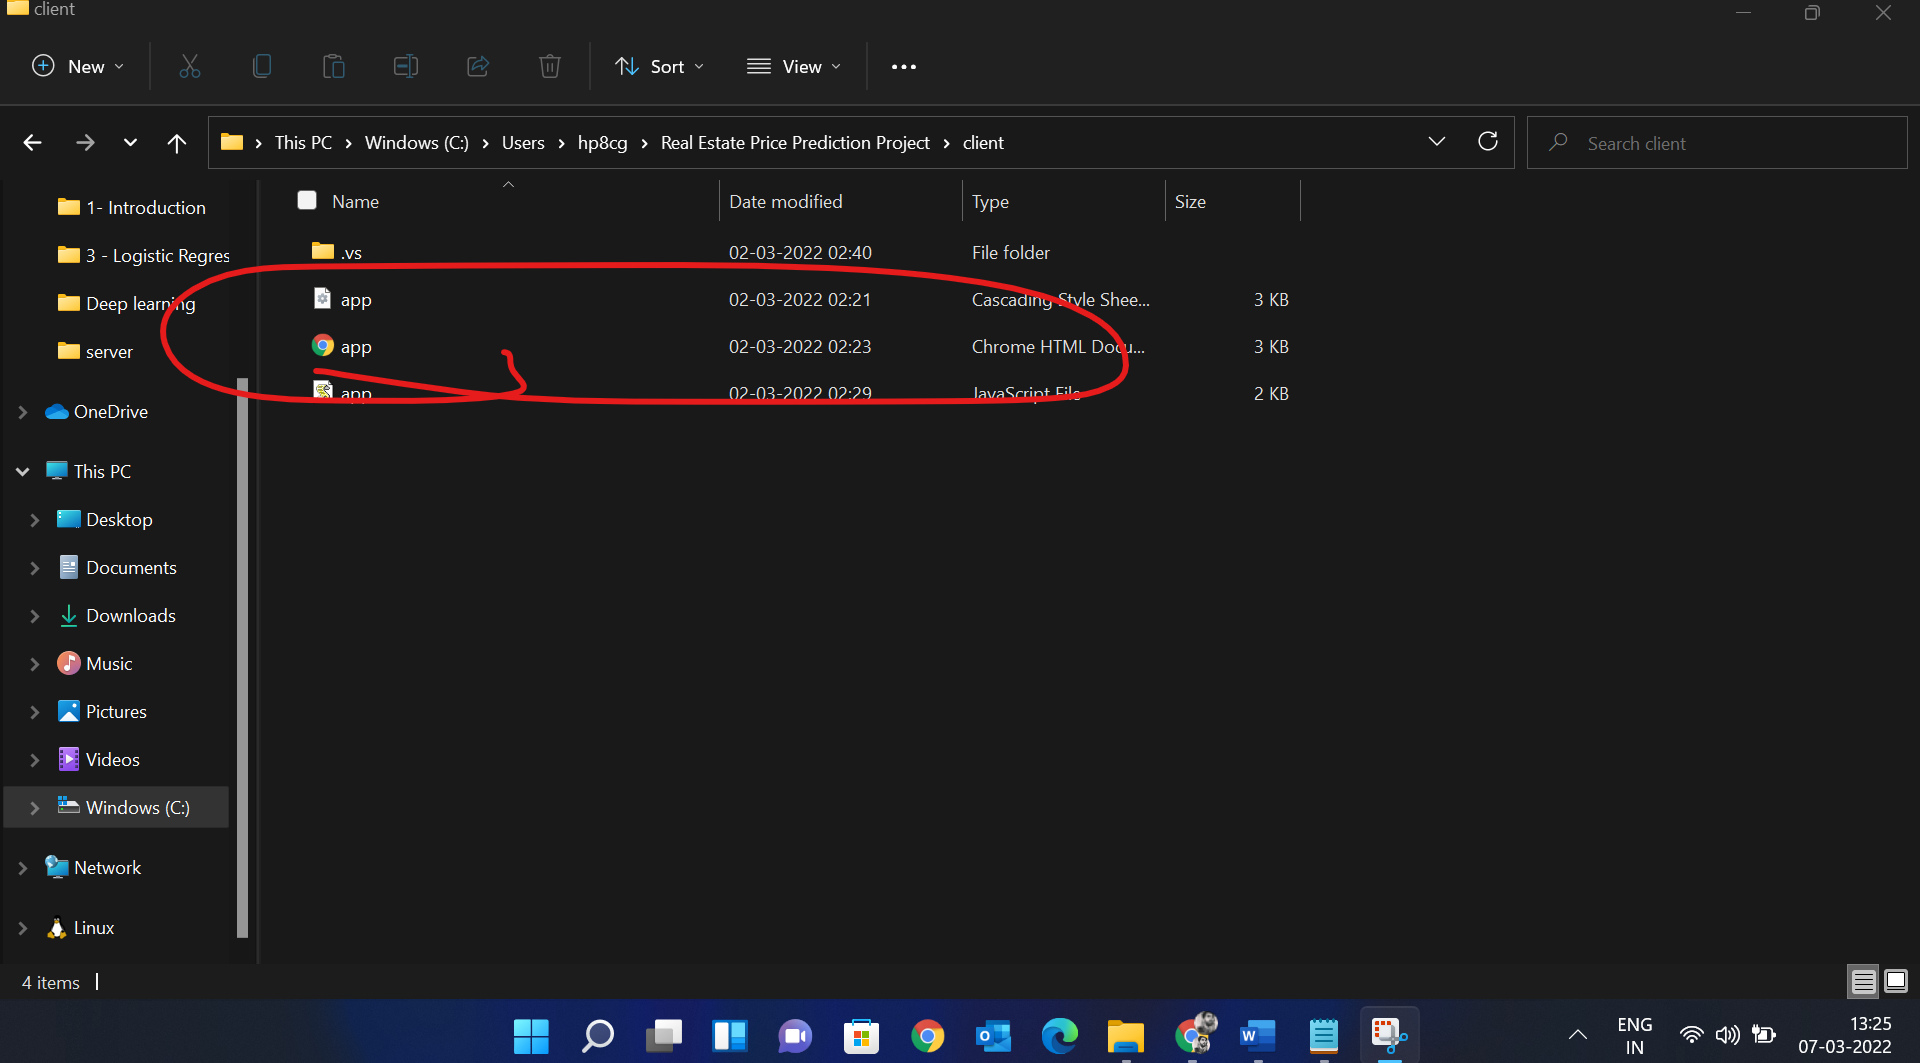 client
New Sort View
This PC Windows (C:) Users hp8cg Real Estate Price Prediction Project client
Search client
1- Introduction
3 - Logistic Regres
Deep learning
server
OneDrive
This PC
Desktop
Documents
Downloads
Music
Pictures
Videos
Windows (C:)
Network
Linux
Name Date modified Type Size
.vs 02-03-2022 02:40 File folder
app 02-03-2022 02:21 Cascading Style Shee... 3 KB
app 02-03-2022 02:23 Chrome HTML Docu... 3 KB
app 02-03-2022 02:29 JavaScript File 2 KB
4 items
ENG
IN
13:25
07-03-2022